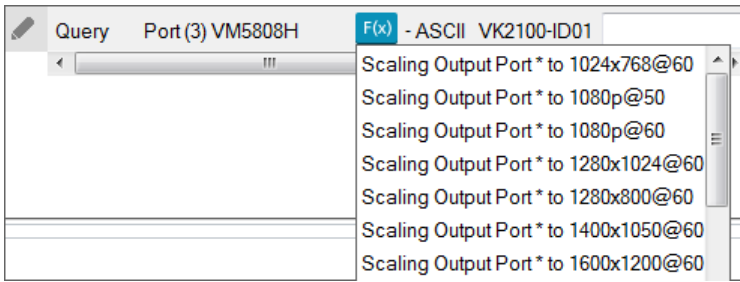 Query Port (3) VM5808H F(x) - ASCII VK2100-ID01
Scaling Output Port * to 1024x768@60
Scaling Output Port * to 1080p@50
Scaling Output Port * to 1080p@60
Scaling Output Port * to 1280x1024@60
Scaling Output Port * to 1280x800@60
Scaling Output Port * to 1400x1050@60
Scaling Output Port * to 1600x1200@60